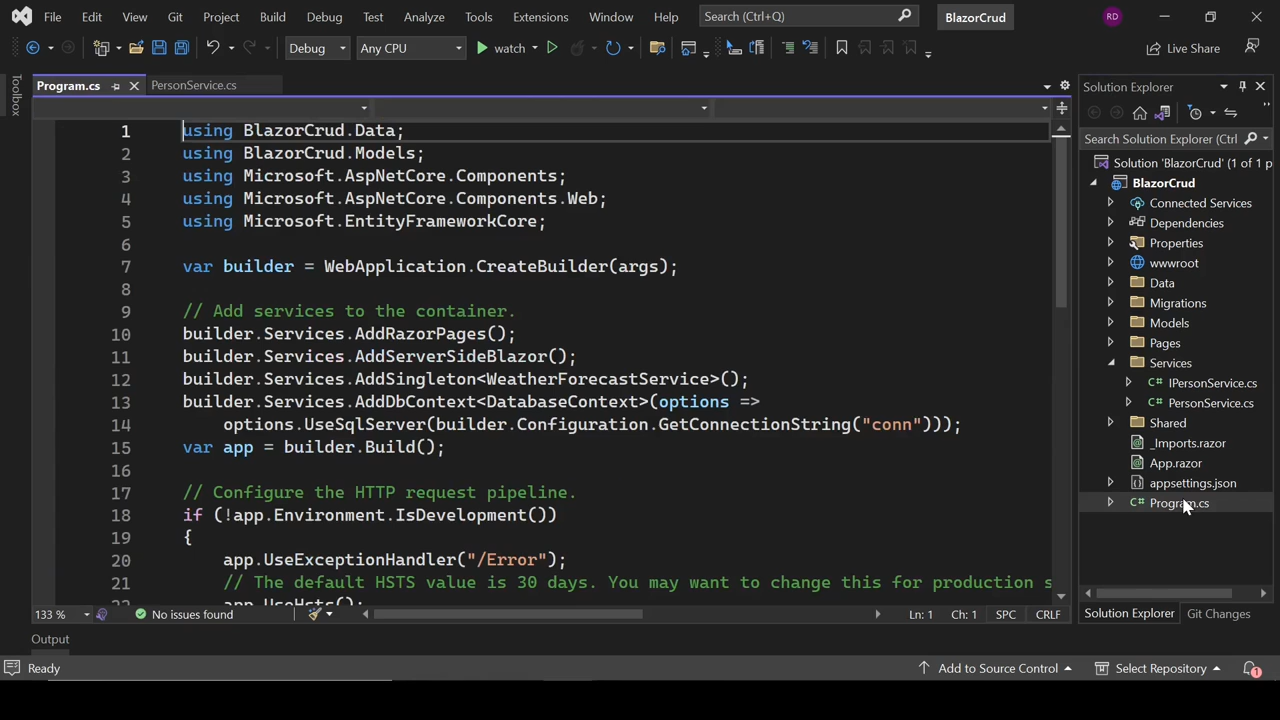 File Edit View Git Project Build Debug Test Analyze Tools Extensions Window Help Search (Ctrl+Q) BlazorCrud RD
Debug Any CPU watch Live Share
Toolbox
Program.cs PersonService.cs
1 using BlazorCrud.Data;
2 using BlazorCrud.Models;
3 using Microsoft.AspNetCore.Components;
4 using Microsoft.AspNetCore.Components.Web;
5 using Microsoft.EntityFrameworkCore;
6
7 var builder = WebApplication.CreateBuilder(args);
8
9 // Add services to the container.
10 builder.Services.AddRazorPages();
11 builder.Services.AddServerSideBlazor();
12 builder.Services.AddSingleton<WeatherForecastService>();
13 builder.Services.AddDbContext<DatabaseContext>(options =>
14 options.UseSqlServer(builder.Configuration.GetConnectionString("conn")));
15 var app = builder.Build();
16
17 // Configure the HTTP request pipeline.
18 if (!app.Environment.IsDevelopment())
19 {
20 app.UseExceptionHandler("/Error");
21 // The default HSTS value is 30 days. You may want to change this for production s
22 app.UseHsts();
133 % No issues found Ln: 1 Ch: 1 SPC CRLF
Solution Explorer
Search Solution Explorer (Ctrl
Solution 'BlazorCrud' (1 of 1 p
BlazorCrud
Connected Services
Dependencies
Properties
wwwroot
Data
Migrations
Models
Pages
Services
C# IPersonService.cs
C# PersonService.cs
Shared
_Imports.razor
App.razor
appsettings.json
C# Program.cs
Solution Explorer Git Changes
Output
Ready Add to Source Control Select Repository 1